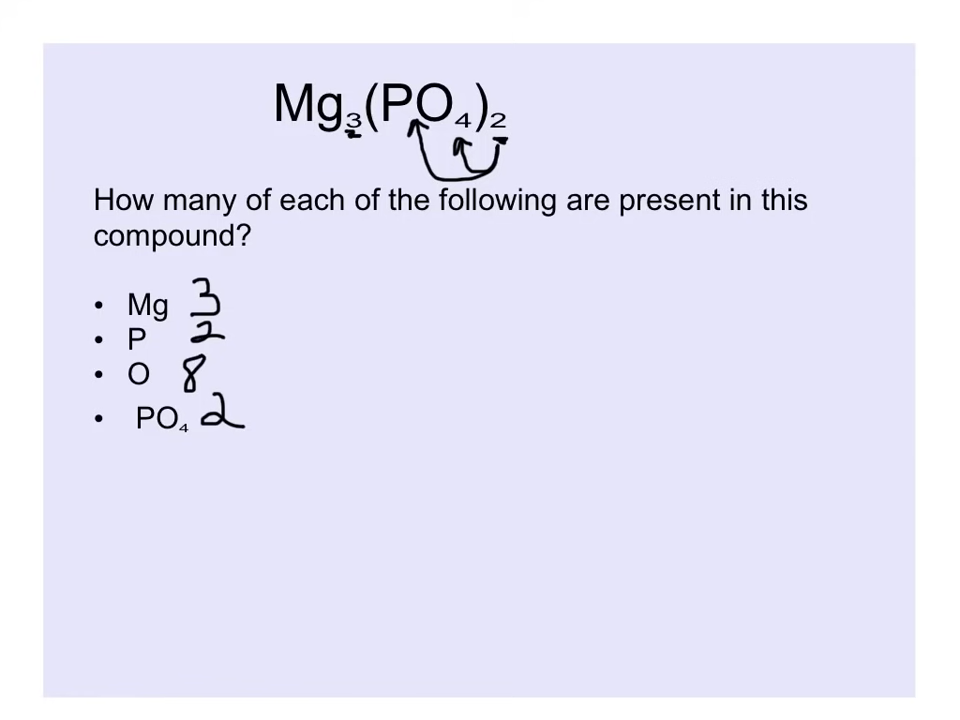 Mg₃(PO₄)₂
How many of each of the following are present in this
compound?
• Mg 3
• P 2
• O 8
• PO₄ 2